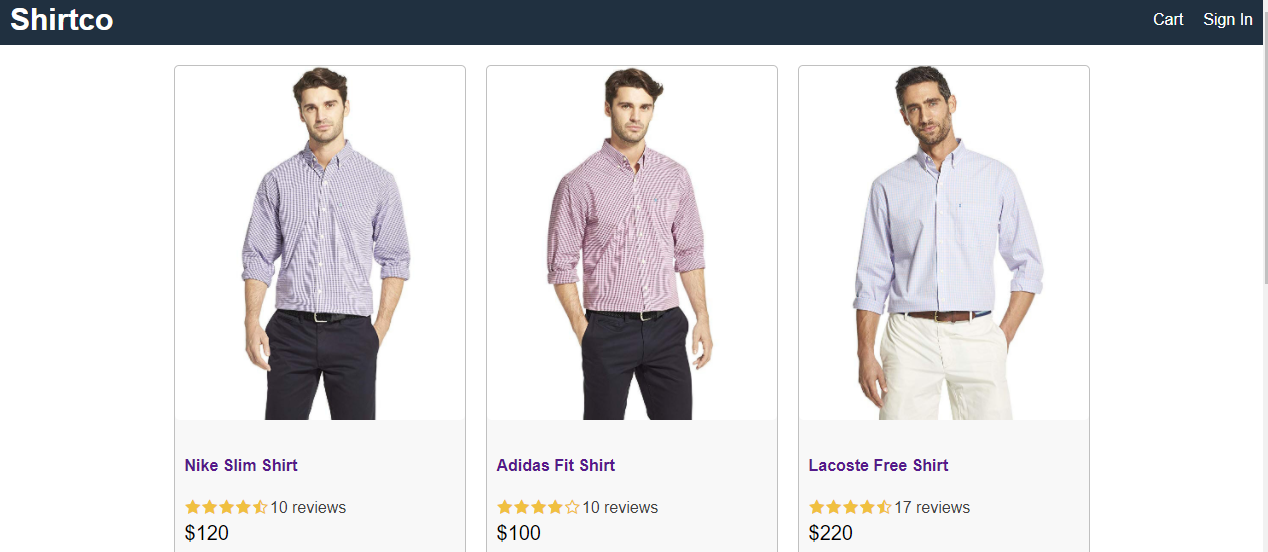 Shirtco
Cart Sign In
Nike Slim Shirt
Adidas Fit Shirt
Lacoste Free Shirt
10 reviews
10 reviews
17 reviews
$120
$100
$220